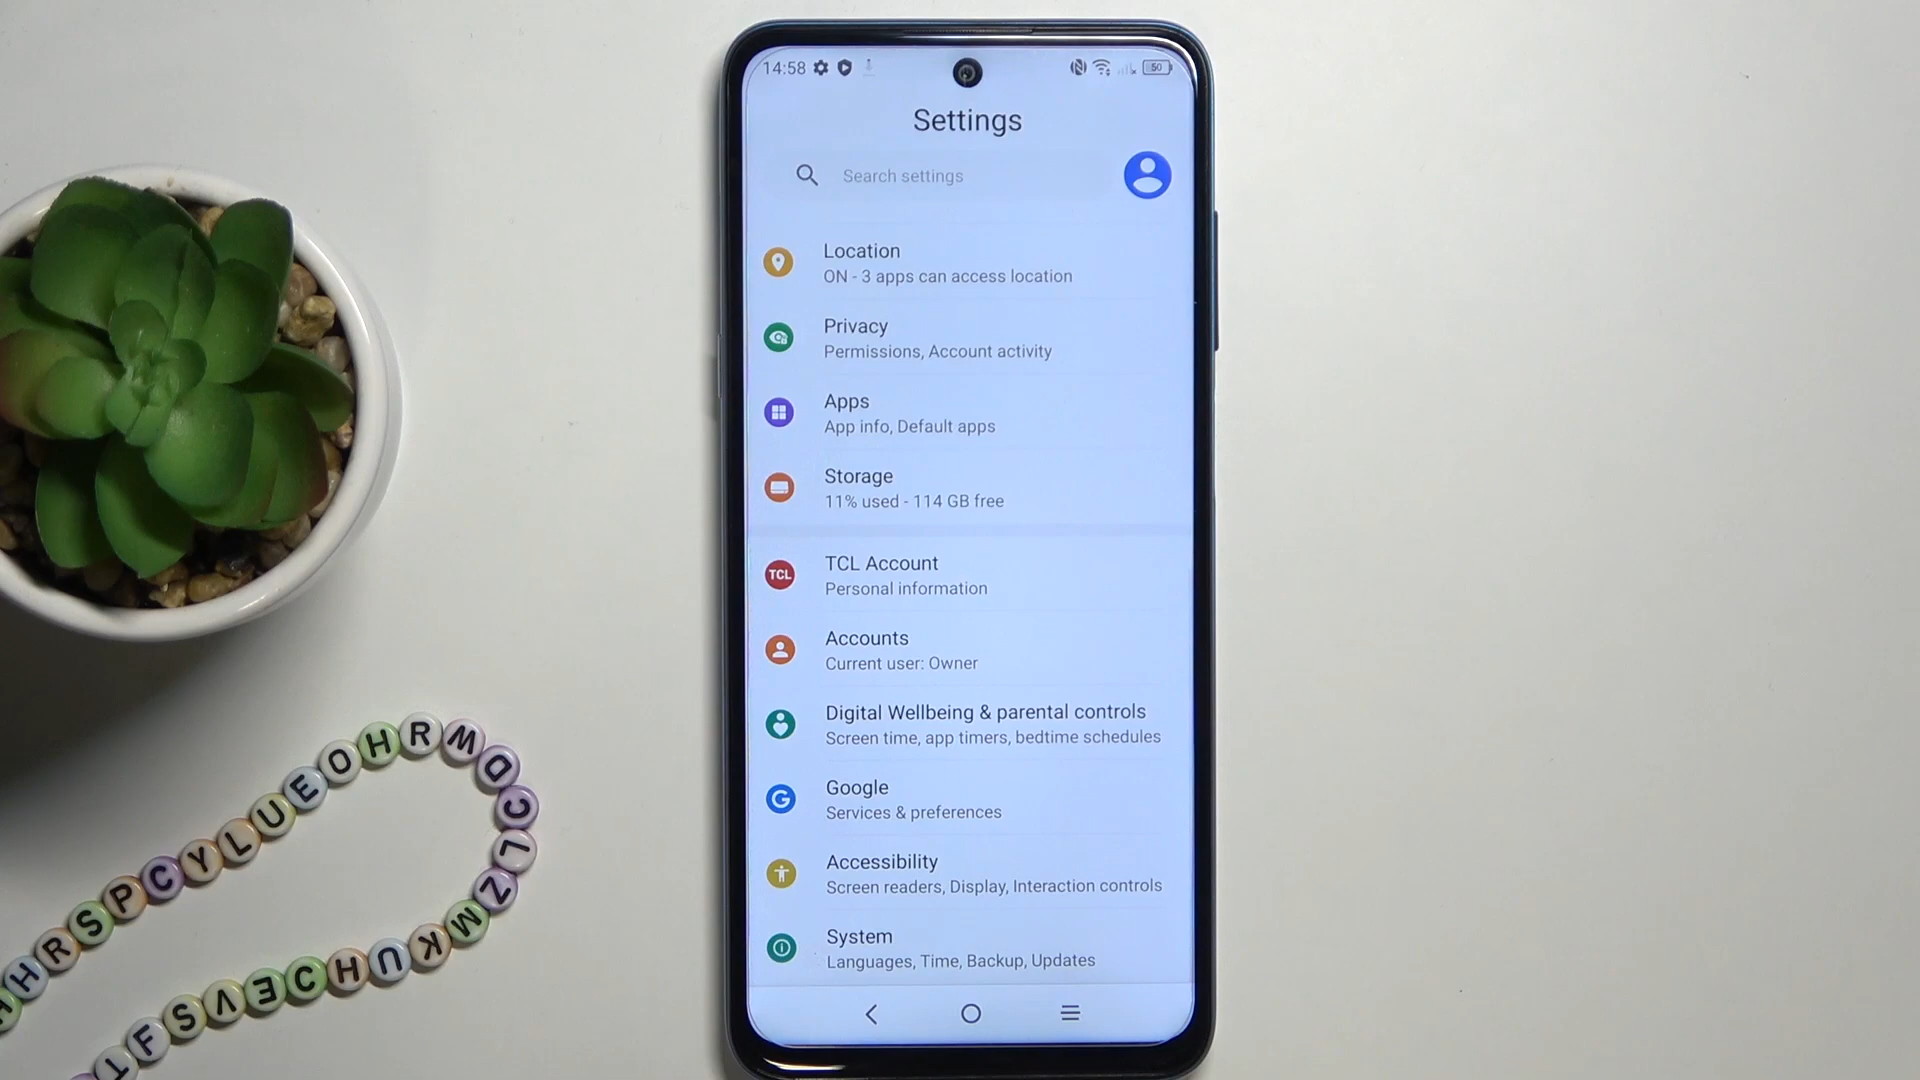 14:58
50
Settings
Search settings
Location
ON - 3 apps can access location
Privacy
Permissions, Account activity
Apps
App info, Default apps
Storage
11% used - 114 GB free
TCL
TCL Account
Personal information
Accounts
Current user: Owner
Digital Wellbeing & parental controls
Screen time, app timers, bedtime schedules
G
Google
Services & preferences
Accessibility
Screen readers, Display, Interaction controls
System
Languages, Time, Backup, Updates
HRSPCYLUEOHRWDCLZMKUHCEVSFT